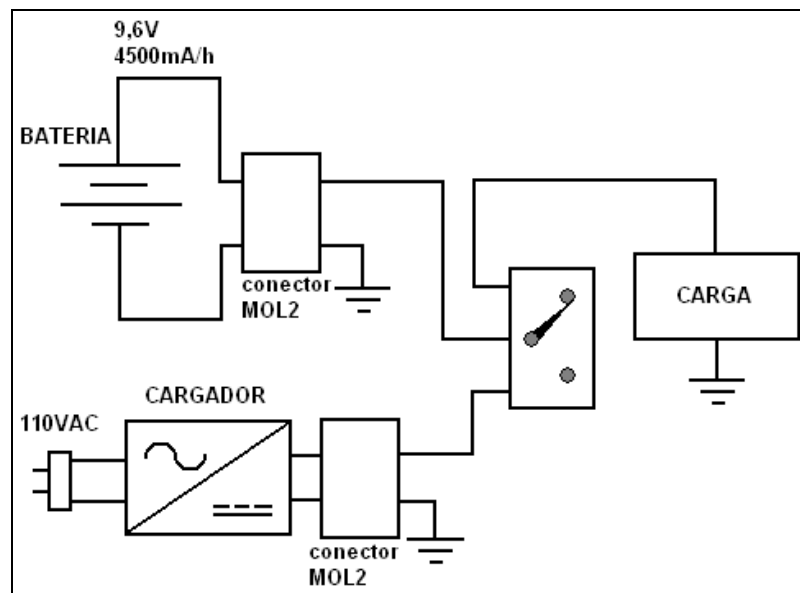 9,6V
4500mA/h
BATERIA
conector
MOL2
CARGA
CARGADOR
110VAC
conector
MOL2